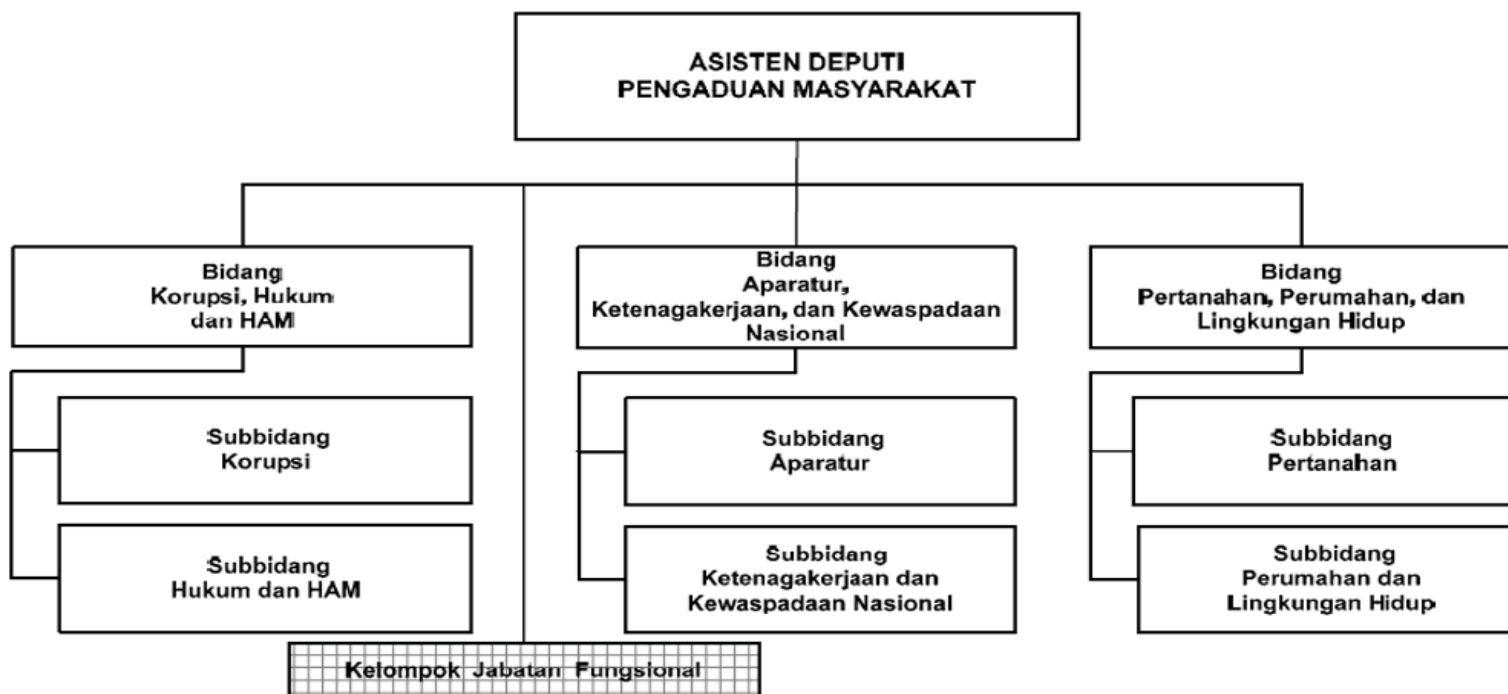 ASISTEN DEPUTI
PENGADUAN MASYARAKAT
Bidang
Korupsi, Hukum
dan HAM
Bidang
Aparatur,
Ketenagakerjaan, dan Kewaspadaan
Nasional
Bidang
Pertanahan, Perumahan, dan
Lingkungan Hidup
Subbidang
Korupsi
Subbidang
Aparatur
Subbidang
Pertanahan
Subbidang
Hukum dan HAM
Subbidang
Ketenagakerjaan dan
Kewaspadaan Nasional
Subbidang
Perumahan dan
Lingkungan Hidup
Kelompok Jabatan Fungsional